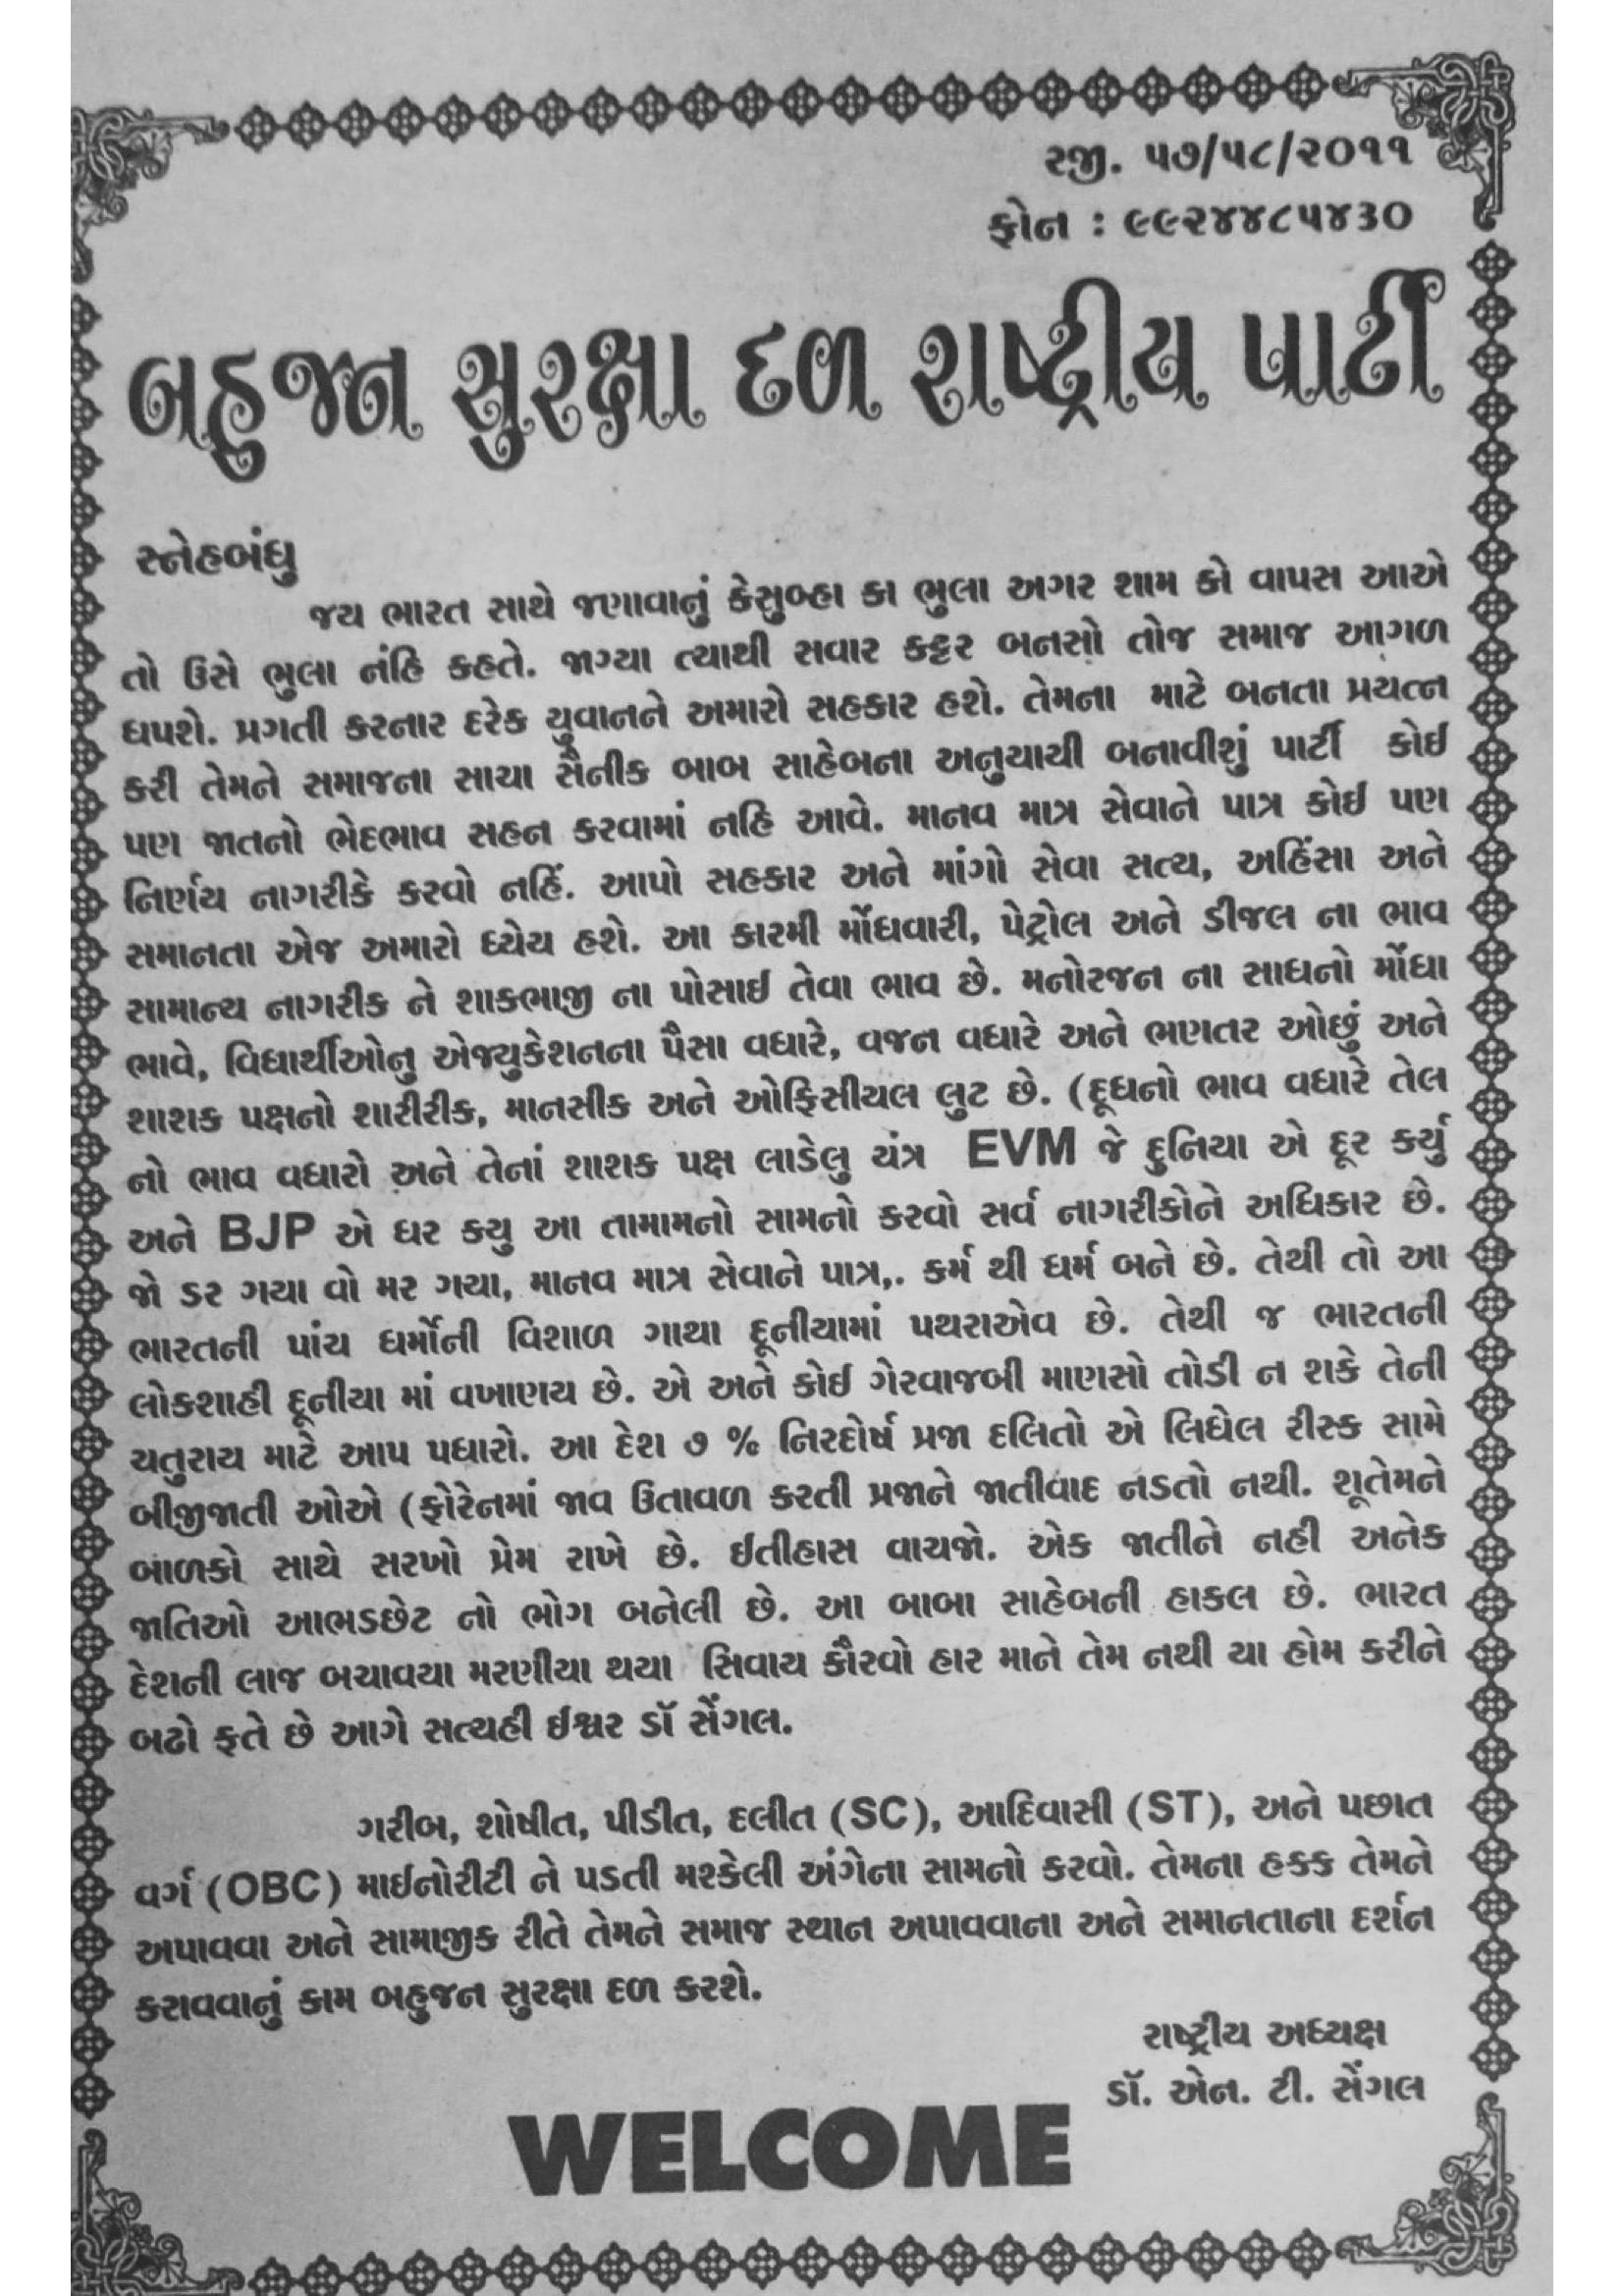 રજી. ૫૭/૫૮/૨૦૧૧
ફોન : ૯૯૨૪૪૮૫૪૩૦
બહુજન સુરક્ષા દળ રાષ્ટ્રીય પાર્ટી
સ્નેહબંધુ
જય ભારત સાથે જણાવાનું કેસુબ્હા કા ભુલા અગર શામ કો વાપસ આએ
તો ઉસે ભુલા નંહિ કહતે. જાગ્યા ત્યાથી સવાર કટ્ટર બનસો તોજ સમાજ આગળ
ધપશે. પ્રગતી કરનાર દરેક યુવાનને અમારો સહકાર હશે. તેમના માટે બનતા પ્રયત્ન
કરી તેમને સમાજના સાચા સૈનીક બાબ સાહેબના અનુયાયી બનાવીશું પાર્ટી કોઈ
પણ જાતનો ભેદભાવ સહન કરવામાં નહિ આવે. માનવ માત્ર સેવાને પાત્ર કોઈ પણ
નિર્ણય નાગરીકે કરવો નહિં. આપો સહકાર અને માંગો સેવા સત્ય, અહિંસા અને
સમાનતા એજ અમારો ધ્યેય હશે. આ કારમી મોંઘવારી, પેટ્રોલ અને ડીજલ ના ભાવ
સામાન્ય નાગરીક ને શાકભાજી ના પોસાઈ તેવા ભાવ છે. મનોરજન ના સાધનો મોંઘા
ભાવે, વિધાર્થીઓનુ એજ્યુકેશનના પૈસા વધારે, વજન વધારે અને ભણતર ઓછું અને
શાશક પક્ષનો શારીરીક, માનસીક અને ઓફિસીયલ લુટ છે. (દૂધનો ભાવ વધારે તેલ
નો ભાવ વધારો અને તેનાં શાશક પક્ષ લાડેલુ યંત્ર EVM જે દુનિયા એ દૂર કર્યુ
અને BJP એ ઘર કયુ આ તામામનો સામનો કરવો સર્વ નાગરીકોને અધિકાર છે.
જો ડર ગયા વો મર ગયા, માનવ માત્ર સેવાને પાત્ર,. કર્મ થી ધર્મ બને છે. તેથી તો આ
ભારતની પાંચ ધર્મોની વિશાળ ગાથા દૂનીયામાં પથરાએવ છે. તેથી જ ભારતની
લોકશાહી દૂનીયા માં વખાણય છે. એ અને કોઈ ગેરવાજબી માણસો તોડી ન શકે તેની
ચતુરાય માટે આપ પધારો. આ દેશ ૭ % નિરદોર્ષ પ્રજા દલિતો એ લિધેલ રીસ્ક સામે
બીજીજાતી ઓએ (ફોરેનમાં જાવ ઉતાવળ કરતી પ્રજાને જાતીવાદ નડતો નથી. શૂતેમને
બાળકો સાથે સરખો પ્રેમ રાખે છે. ઈતીહાસ વાચજો. એક જાતીને નહી અનેક
જાતિઓ આભડછેટ નો ભોગ બનેલી છે. આ બાબા સાહેબની હાકલ છે. ભારત
દેશની લાજ બચાવયા મરણીયા થયા સિવાય કૌરવો હાર માને તેમ નથી યા હોમ કરીને
બઢો ફતે છે આગે સત્યહી ઈશ્વર ડૉ સેંગલ.
ગરીબ, શોષીત, પીડીત, દલીત (SC), આદિવાસી (ST), અને પછાત
વર્ગ (OBC) માઈનોરીટી ને પડતી મશ્કેલી અંગેના સામનો કરવો. તેમના હકક તેમને
અપાવવા અને સામાજીક રીતે તેમને સમાજ સ્થાન અપાવવાના અને સમાનતાના દર્શન
કરાવવાનું કામ બહુજન સુરક્ષા દળ કરશે.
રાષ્ટ્રીય અધ્યક્ષ
ડૉ. એન. ટી. સેંગલ
WELCOME